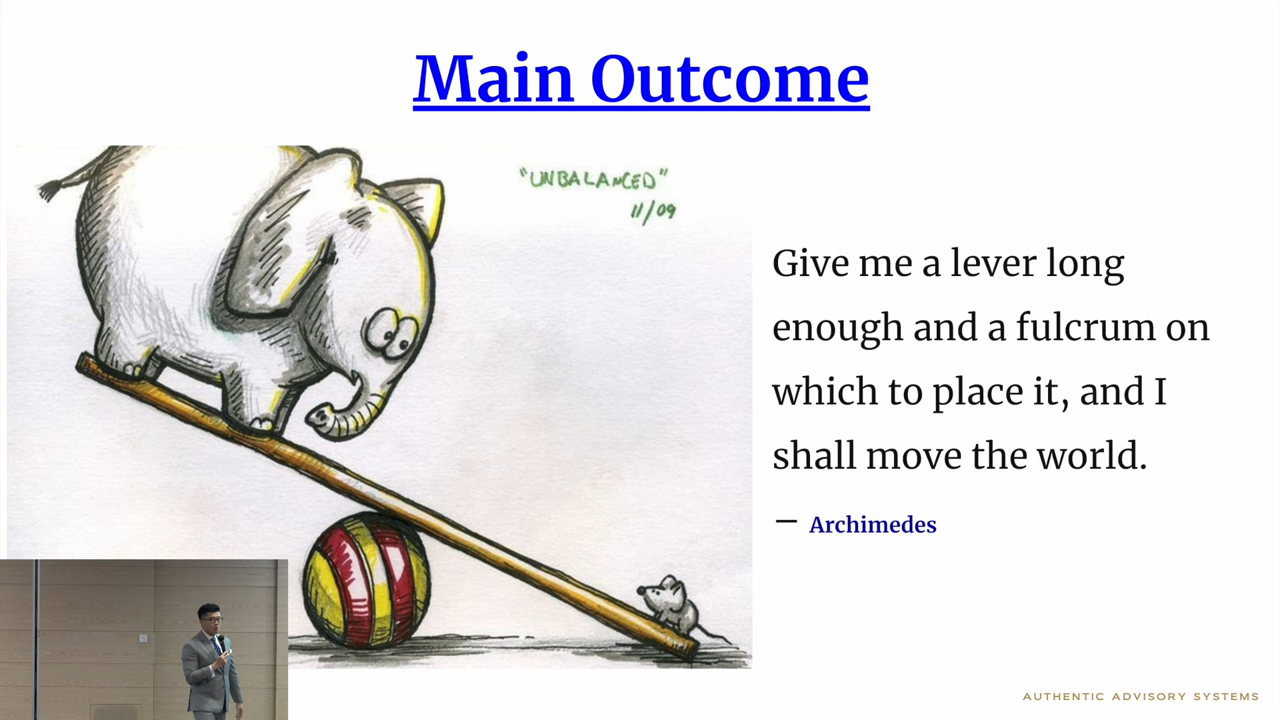 Main Outcome
"UNBALANCED"
11/09
Give me a lever long
enough and a fulcrum on
which to place it, and I
shall move the world.
– Archimedes
AUTHENTIC ADVISORY SYSTEMS